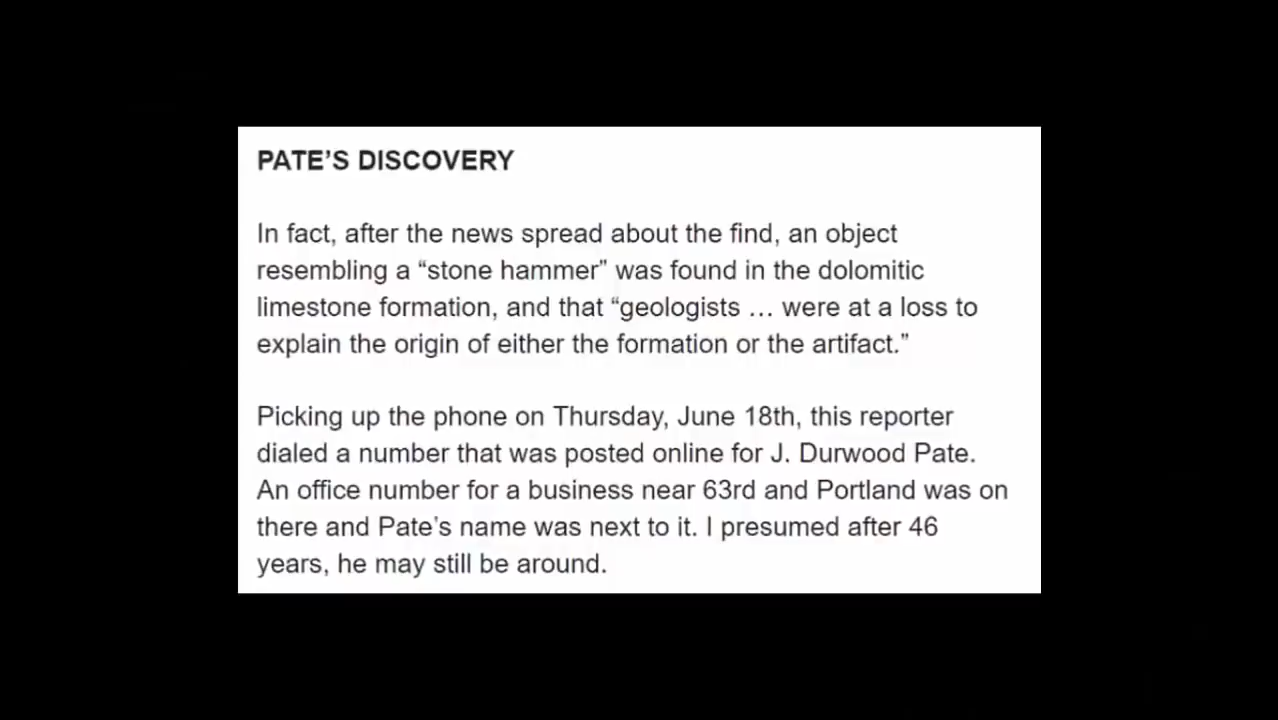 PATE’S DISCOVERY
In fact, after the news spread about the find, an object
resembling a “stone hammer” was found in the dolomitic
limestone formation, and that “geologists … were at a loss to
explain the origin of either the formation or the artifact.”
Picking up the phone on Thursday, June 18th, this reporter
dialed a number that was posted online for J. Durwood Pate.
An office number for a business near 63rd and Portland was on
there and Pate’s name was next to it. I presumed after 46
years, he may still be around.